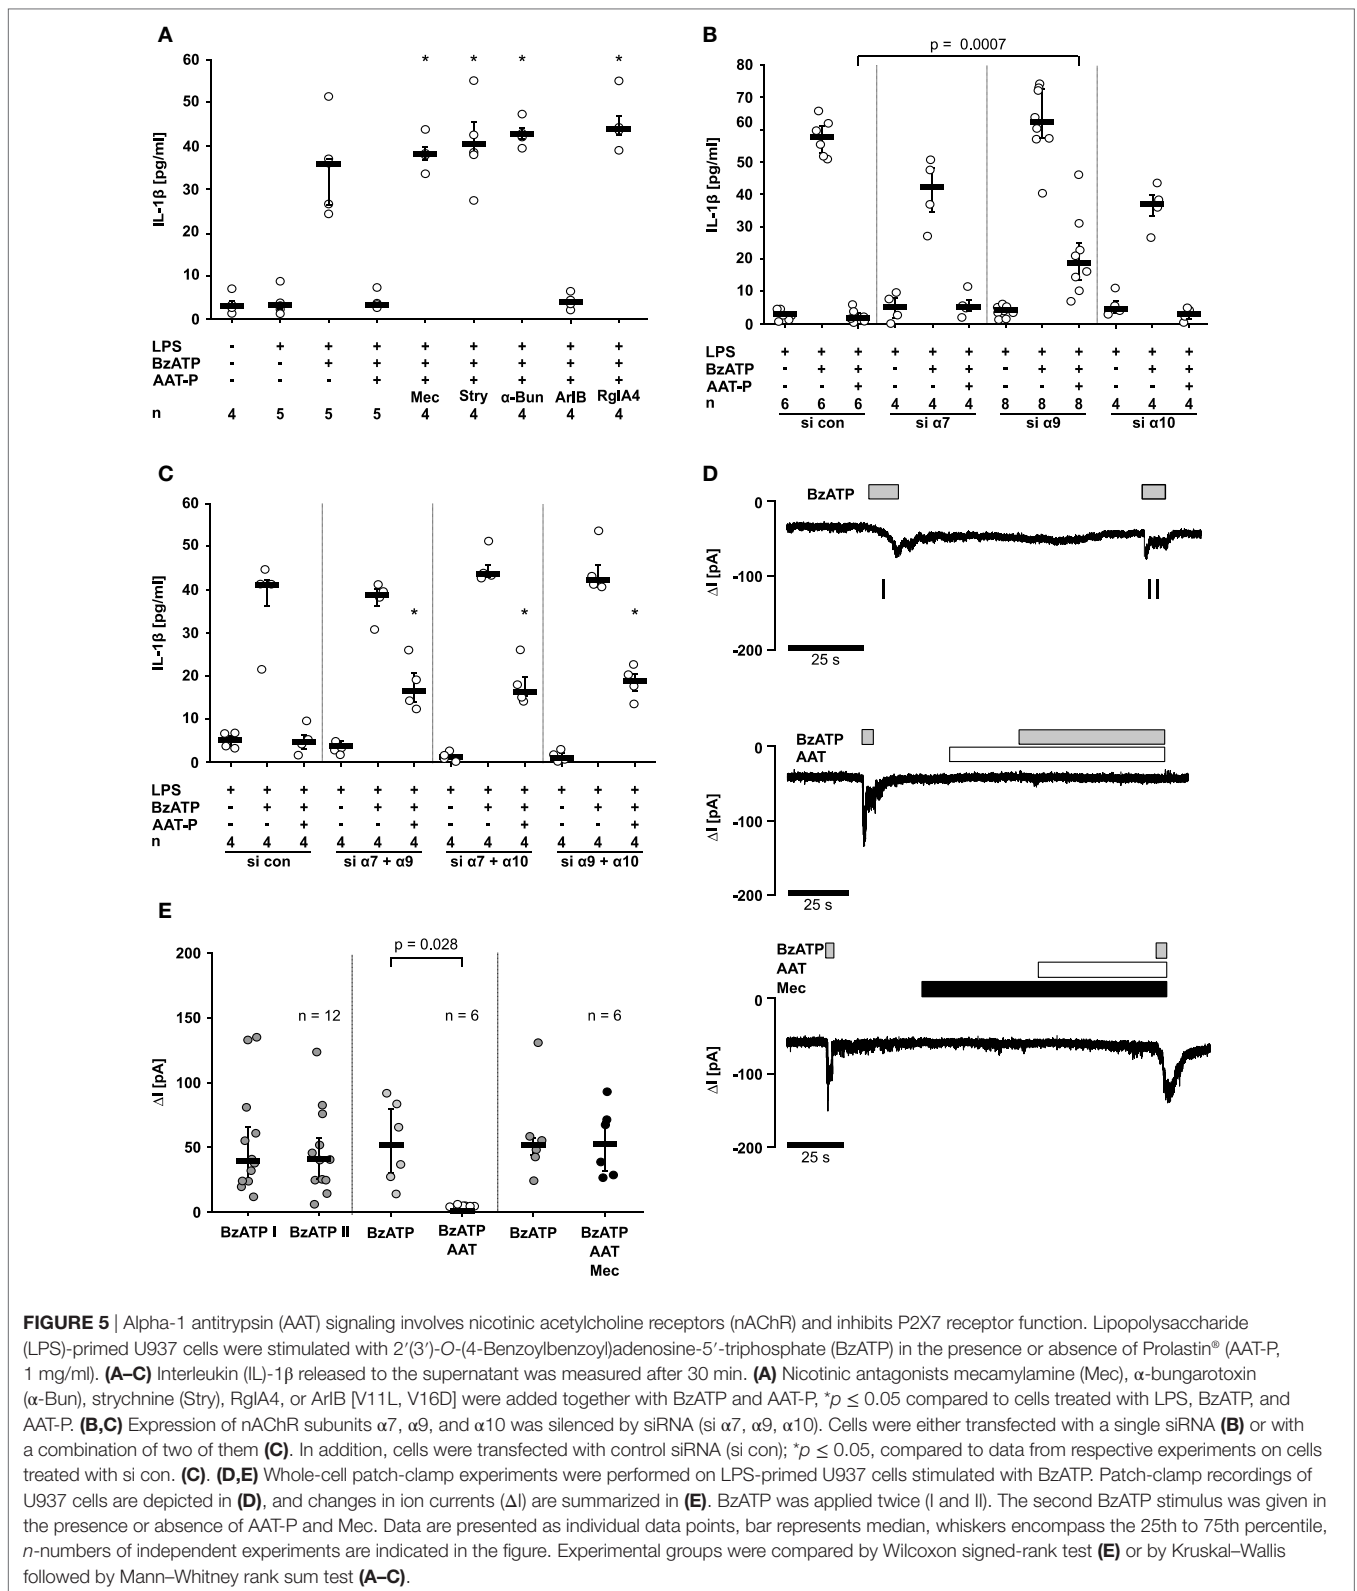 A
IL-1β [pg/ml]
60
50
40
30
20
10
0
* * * *
LPS - + + + + + + + +
BzATP - - + + + + + + +
AAT-P - - - + + + + + +
Mec Stry α-Bun ArIB RgIA4
n 4 5 5 5 4 4 4 4 4
B
p = 0.0007
IL-1β [pg/ml]
80
70
60
50
40
30
20
10
0
LPS + + + + + + + + + + + +
BzATP - + + - + + - + + - + +
AAT-P - - + - - + - - + - - +
n 6 6 6 4 4 4 8 8 8 4 4 4
si con si α7 si α9 si α10
C
IL-1β [pg/ml]
60
50
40
30
20
10
0
* * *
LPS + + + + + + + + + + + +
BzATP - + + - + + - + + - + +
AAT-P - - + - - + - - + - - +
n 4 4 4 4 4 4 4 4 4 4 4 4
si con si α7 + α9 si α7 + α10 si α9 + α10
D
BzATP
ΔI [pA]
0
-100
-200
I II
25 s
BzATP
AAT
ΔI [pA]
0
-100
-200
25 s
BzATP
AAT
Mec
ΔI [pA]
0
-100
-200
25 s
E
ΔI [pA]
200
150
100
50
0
p = 0.028
n = 12 n = 6 n = 6
BzATP I BzATP II BzATP BzATP BzATP BzATP
AAT AAT
Mec
FIGURE 5 | Alpha-1 antitrypsin (AAT) signaling involves nicotinic acetylcholine receptors (nAChR) and inhibits P2X7 receptor function. Lipopolysaccharide
(LPS)-primed U937 cells were stimulated with 2′(3′)-O-(4-Benzoylbenzoyl)adenosine-5′-triphosphate (BzATP) in the presence or absence of Prolastin® (AAT-P,
1 mg/ml). (A–C) Interleukin (IL)-1β released to the supernatant was measured after 30 min. (A) Nicotinic antagonists mecamylamine (Mec), α-bungarotoxin
(α-Bun), strychnine (Stry), RgIA4, or ArIB [V11L, V16D] were added together with BzATP and AAT-P, *p ≤ 0.05 compared to cells treated with LPS, BzATP, and
AAT-P. (B,C) Expression of nAChR subunits α7, α9, and α10 was silenced by siRNA (si α7, α9, α10). Cells were either transfected with a single siRNA (B) or with
a combination of two of them (C). In addition, cells were transfected with control siRNA (si con); *p ≤ 0.05, compared to data from respective experiments on cells
treated with si con. (C). (D,E) Whole-cell patch-clamp experiments were performed on LPS-primed U937 cells stimulated with BzATP. Patch-clamp recordings of
U937 cells are depicted in (D), and changes in ion currents (ΔI) are summarized in (E). BzATP was applied twice (I and II). The second BzATP stimulus was given in
the presence or absence of AAT-P and Mec. Data are presented as individual data points, bar represents median, whiskers encompass the 25th to 75th percentile,
n-numbers of independent experiments are indicated in the figure. Experimental groups were compared by Wilcoxon signed-rank test (E) or by Kruskal–Wallis
followed by Mann–Whitney rank sum test (A–C).